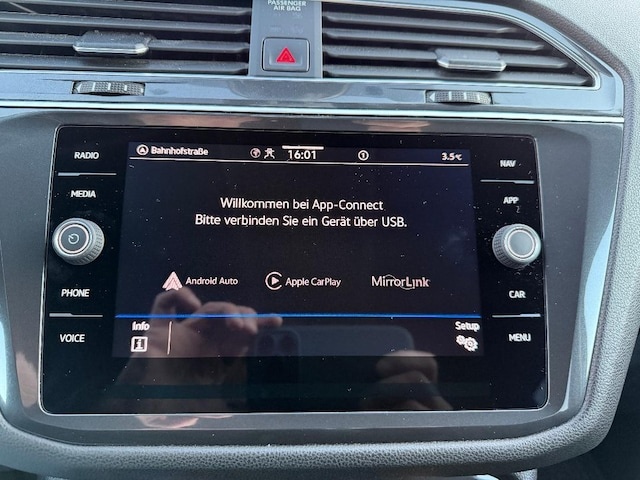 PASSENGER
AIR BAG
RADIO
MEDIA
PHONE
VOICE
Bahnhofstraße
16:01
3.5°C
Willkommen bei App-Connect
Bitte verbinden Sie ein Gerät über USB.
Android Auto
Apple CarPlay
MirrorLink
Info
Setup
NAV
APP
CAR
MENU